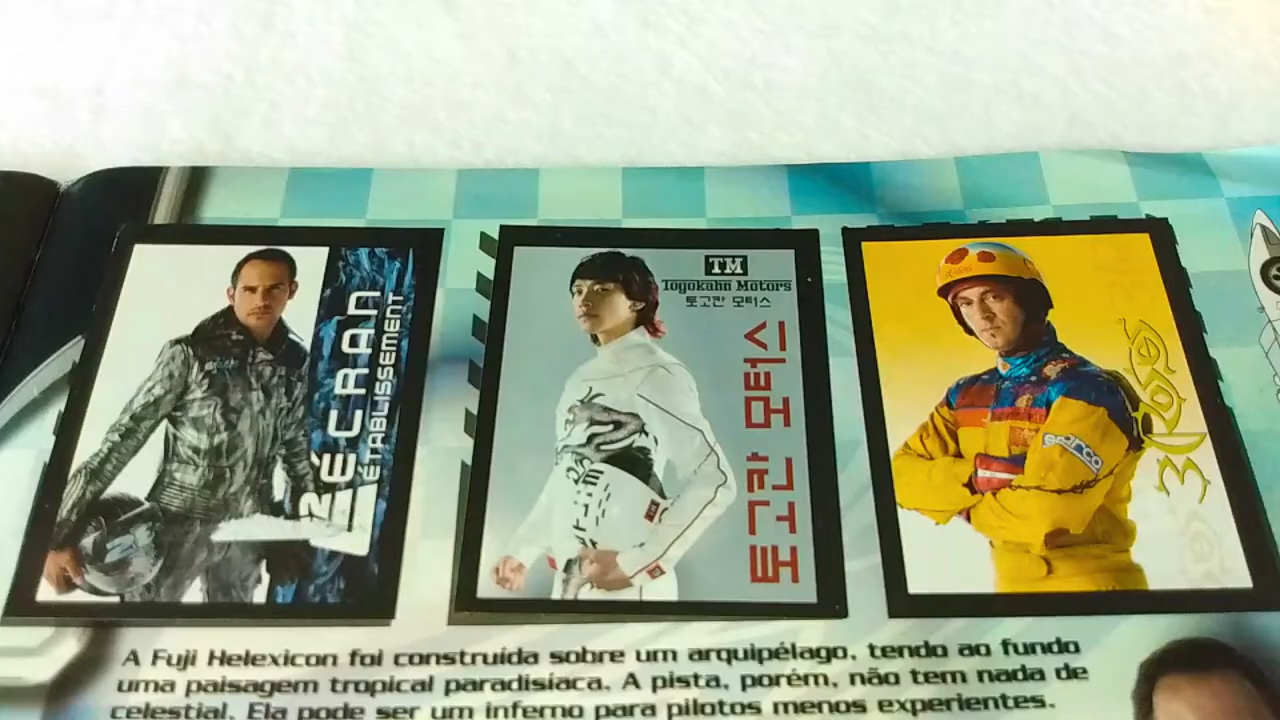 ÉCRAN
ÉTABLISSEMENT
TM
Togokahn Motors
토고칸 모터스
토고칸 모터스
sparco
3 Roses
A Fuji Helexicon foi construída sobre um arquipélago, tendo ao fundo
uma paisagem tropical paradisíaca. A pista, porém, não tem nada de
celestial. Ela pode ser um inferno para pilotos menos experientes.